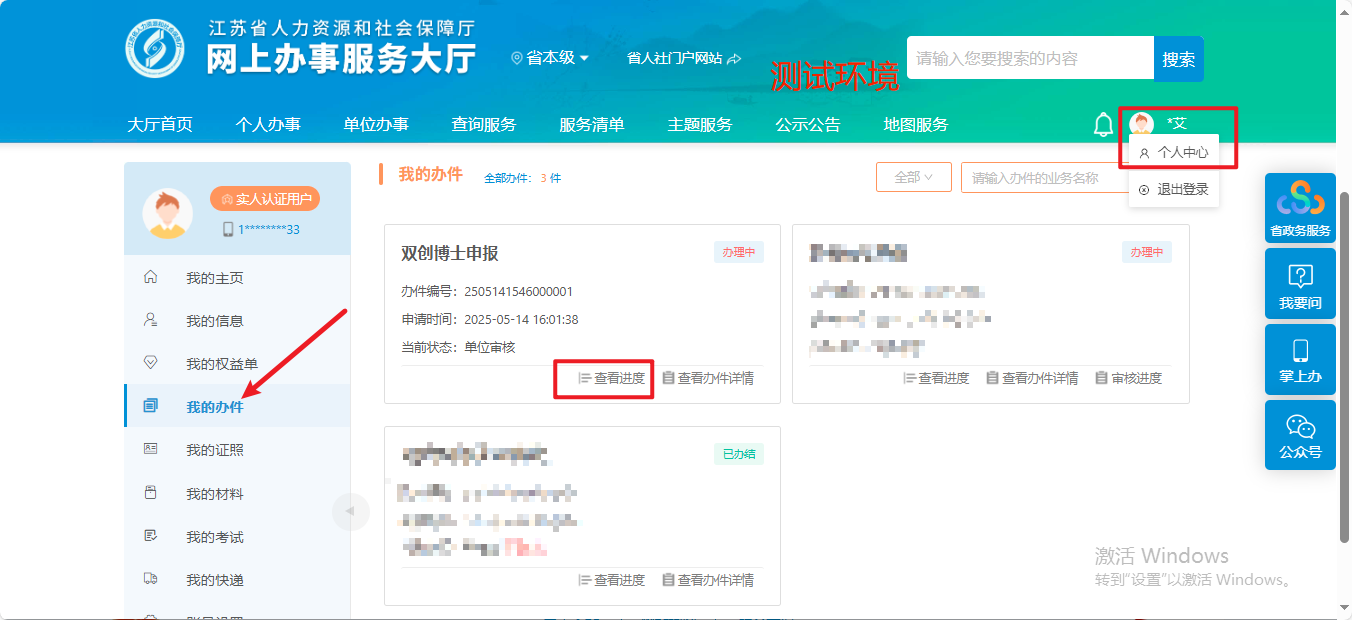 江苏省人力资源和社会保障厅
网上办事服务大厅
省本级
省人社门户网站
测试环境
请输入您要搜索的内容
搜索
大厅首页 个人办事 单位办事 查询服务 服务清单 主题服务 公示公告 地图服务
*艾
个人中心
退出登录
实人认证用户
1********33
我的主页
我的信息
我的权益单
我的办件
我的证照
我的材料
我的考试
我的快递
我的办件
全部办件: 3 件
全部
请输入办件的业务名称
双创博士申报
办理中
办件编号：2505141546000001
申请时间：2025-05-14 16:01:38
当前状态：单位审核
查看进度 查看办件详情
办理中
查看进度 查看办件详情 审核进度
已办结
查看进度 查看办件详情
省政务服务
我要问
掌上办
公众号
激活 Windows
转到"设置"以激活 Windows。